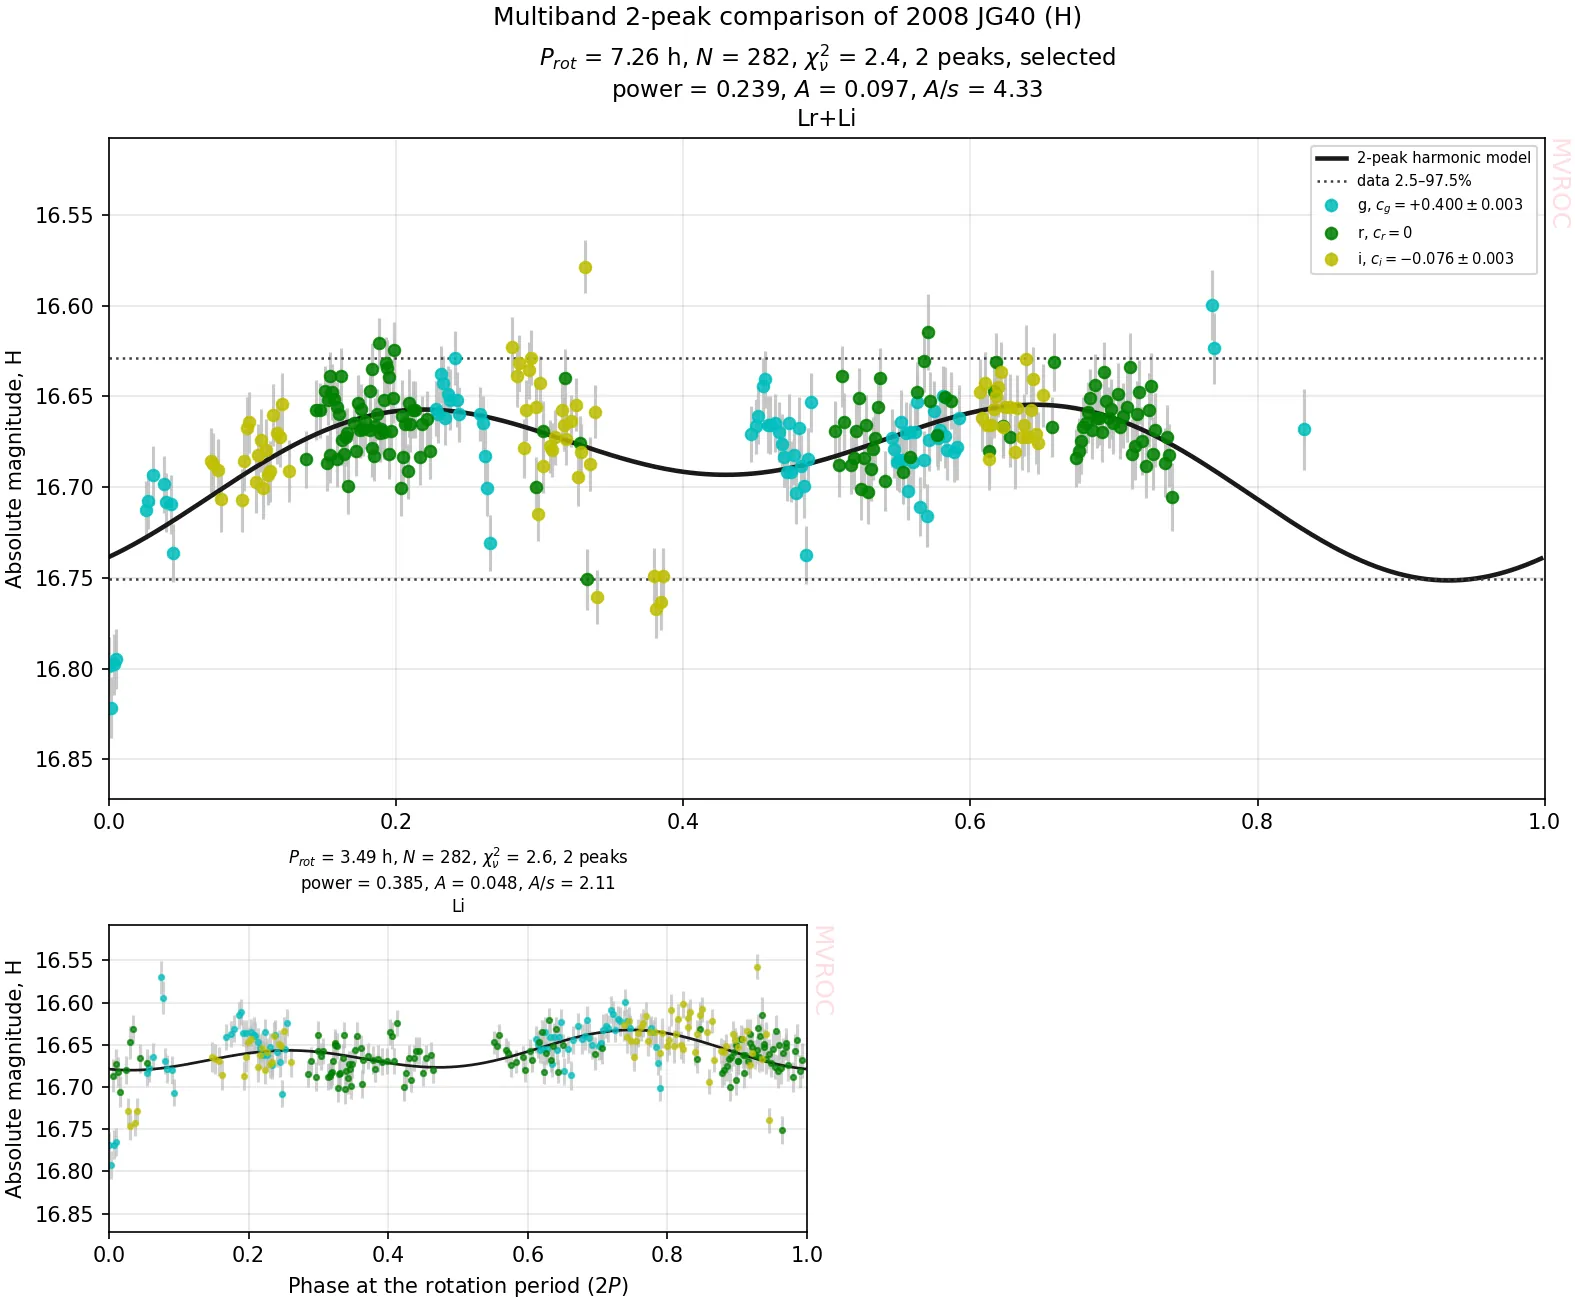 Multiband 2-peak comparison of 2008 JG40 (H)
P_rot = 7.26 h, N = 282, χ²_ν = 2.4, 2 peaks, selected
power = 0.239, A = 0.097, A/s = 4.33
Lr+Li
MVROC
2-peak harmonic model
data 2.5–97.5%
g, c_g = +0.400 ± 0.003
r, c_r = 0
i, c_i = −0.076 ± 0.003
Absolute magnitude, H
16.55
16.60
16.65
16.70
16.75
16.80
16.85
0.0 0.2 0.4 0.6 0.8 1.0
P_rot = 3.49 h, N = 282, χ²_ν = 2.6, 2 peaks
power = 0.385, A = 0.048, A/s = 2.11
Li
MVROC
Absolute magnitude, H
16.55
16.60
16.65
16.70
16.75
16.80
16.85
0.0 0.2 0.4 0.6 0.8 1.0
Phase at the rotation period (2P)